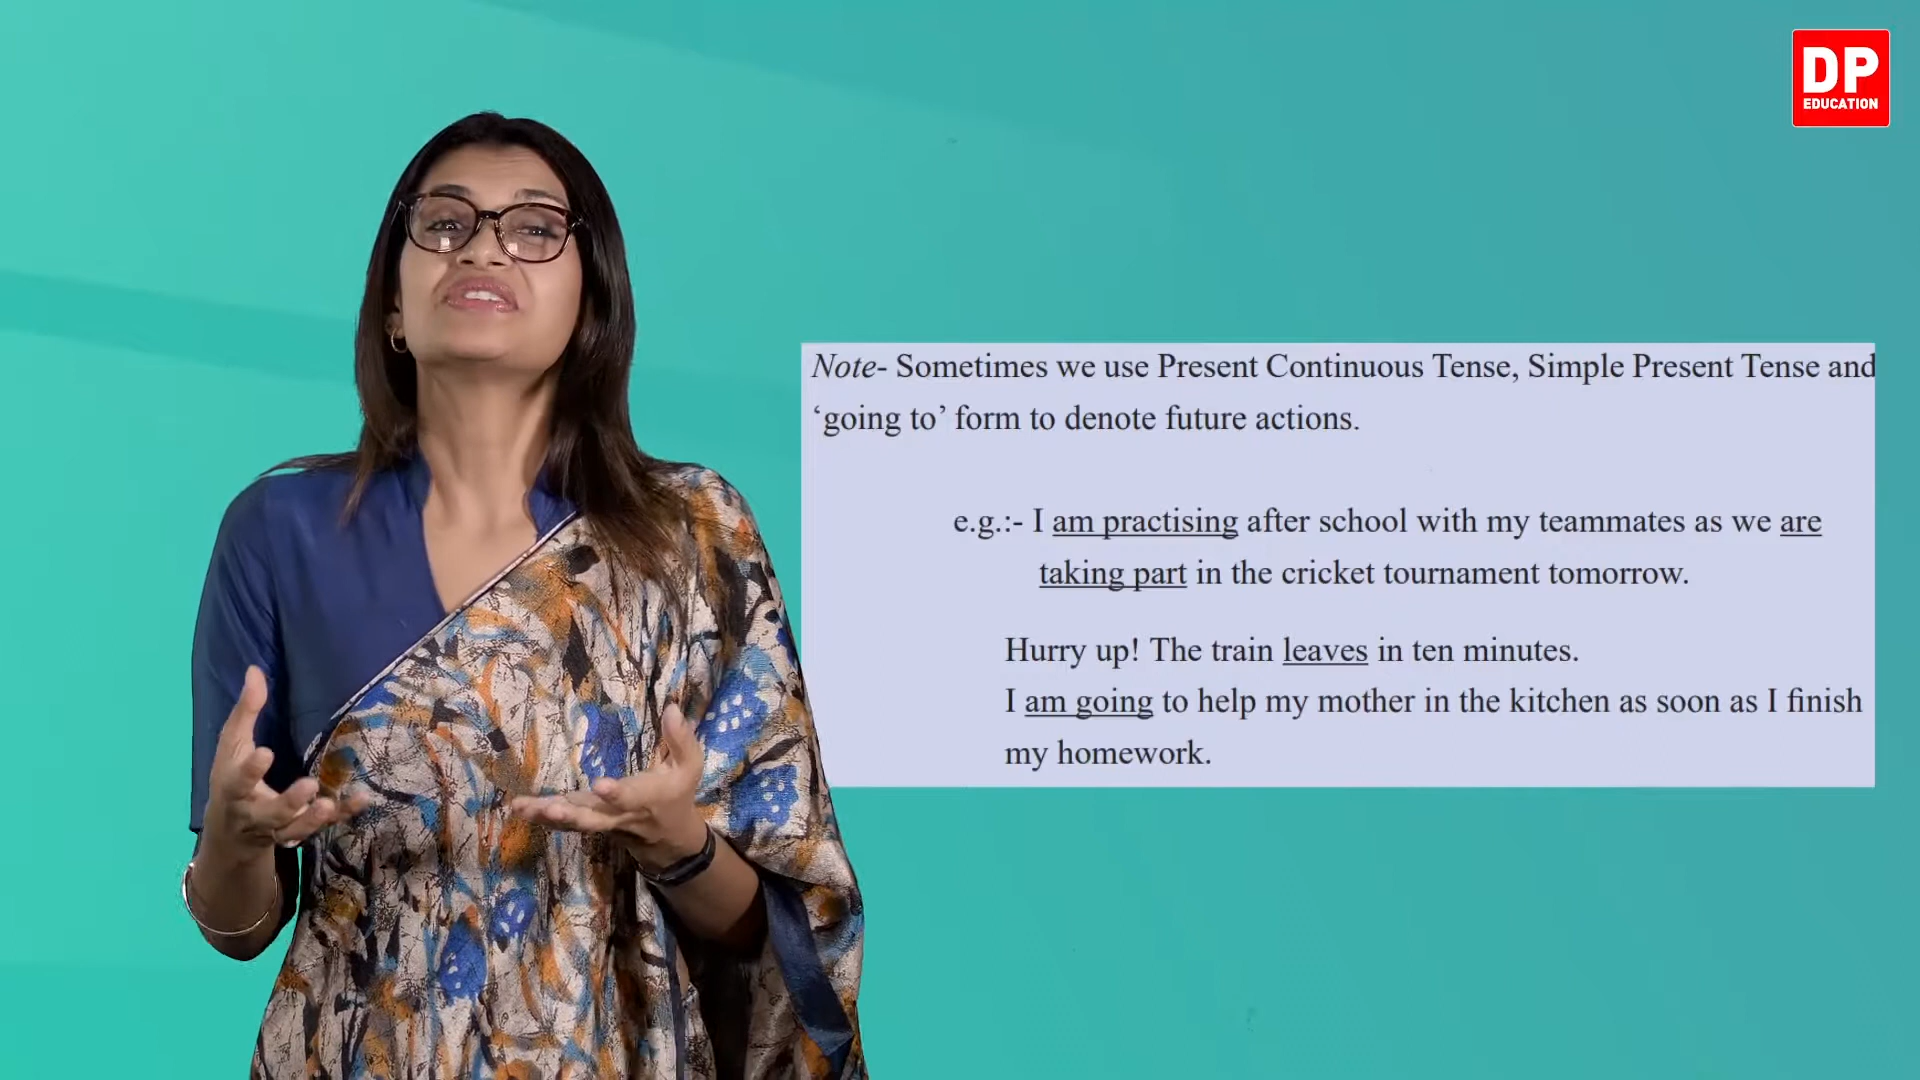 DP
EDUCATION
Note- Sometimes we use Present Continuous Tense, Simple Present Tense and
‘going to’ form to denote future actions.
e.g.:- I am practising after school with my teammates as we are
taking part in the cricket tournament tomorrow.
Hurry up! The train leaves in ten minutes.
I am going to help my mother in the kitchen as soon as I finish
my homework.